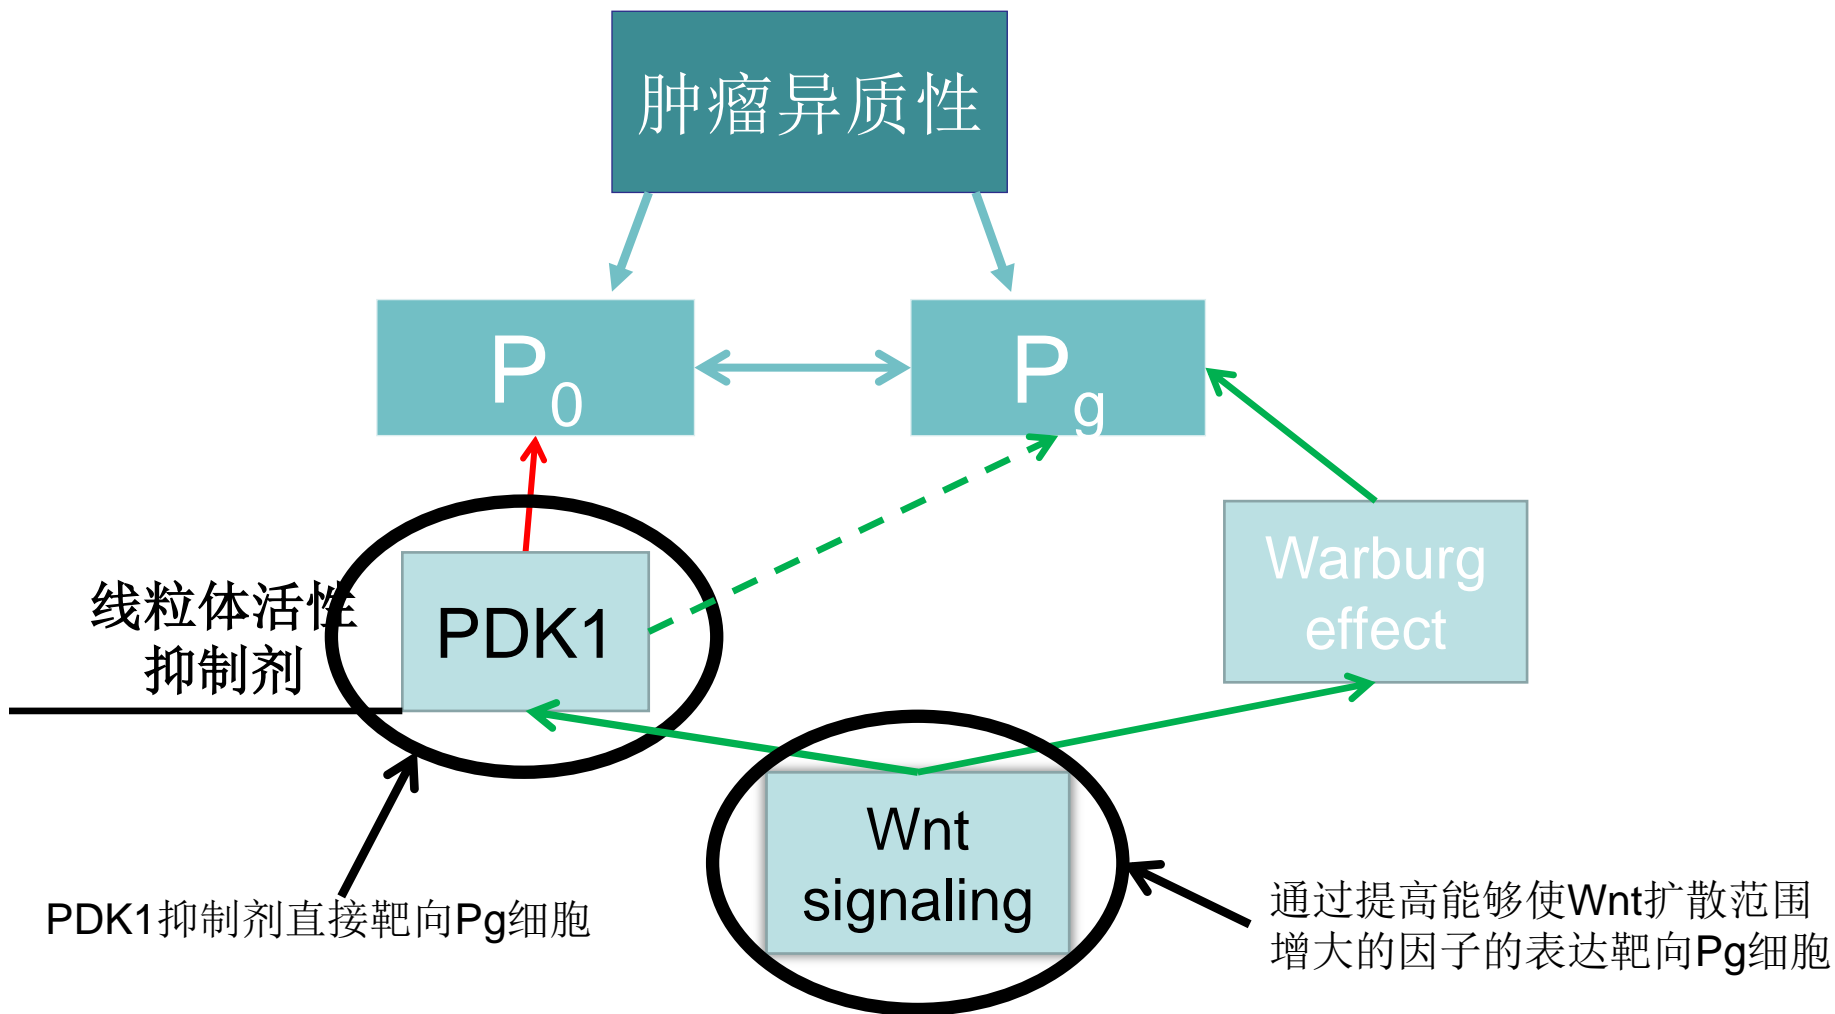 肿瘤异质性
P0
Pg
Warburg
effect
线粒体活性
抑制剂
PDK1
Wnt
signaling
PDK1抑制剂直接靶向Pg细胞
通过提高能够使Wnt扩散范围
增大的因子的表达靶向Pg细胞